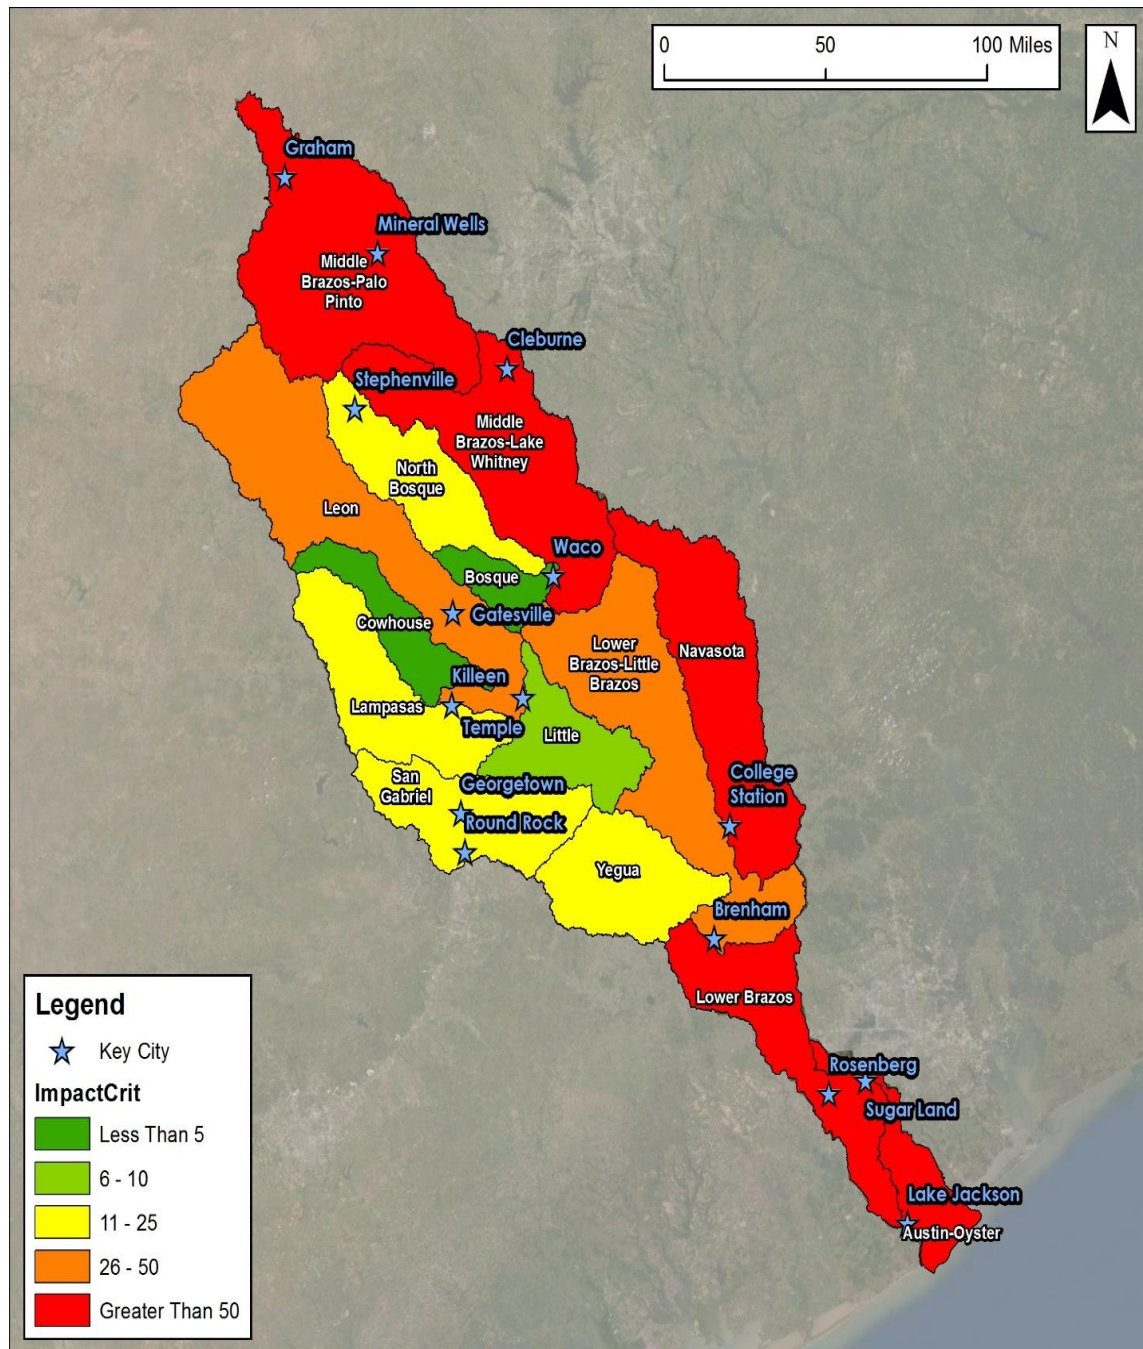 0 50 100 Miles
N
Graham
Mineral Wells
Middle
Brazos-Palo
Pinto
Cleburne
Stephenville
Middle
Brazos-Lake
Whitney
North
Bosque
Leon
Waco
Bosque
Gatesville
Cowhouse
Lower
Brazos-Little
Brazos
Navasota
Killeen
Lampasas
Temple
Little
San
Gabriel
Georgetown
College
Station
Round Rock
Yegua
Brenham
Lower Brazos
Rosenberg
Sugar Land
Lake Jackson
Austin-Oyster
Legend
Key City
ImpactCrit
Less Than 5
6 - 10
11 - 25
26 - 50
Greater Than 50